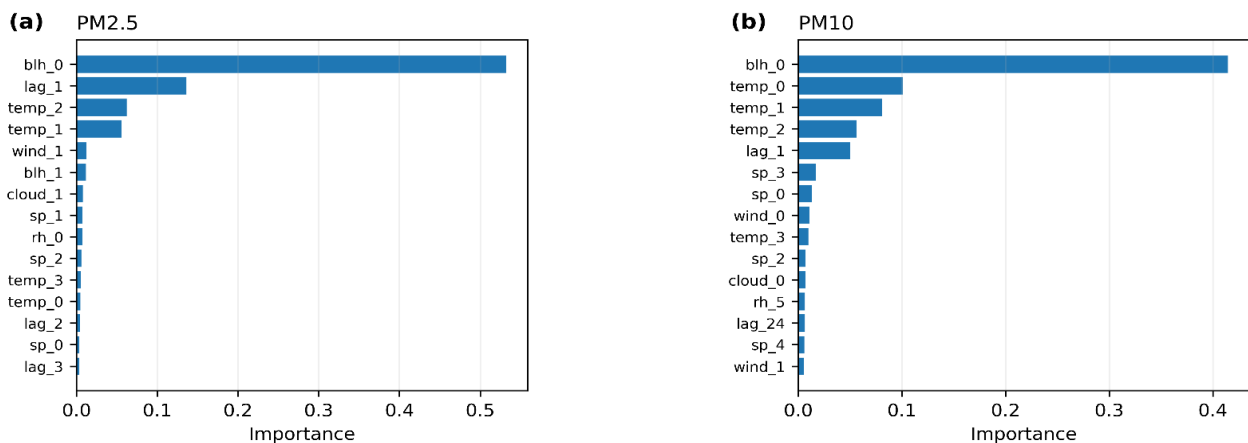 (a) PM2.5
blh_0
lag_1
temp_2
temp_1
wind_1
blh_1
cloud_1
sp_1
rh_0
sp_2
temp_3
temp_0
lag_2
sp_0
lag_3
0.0 0.1 0.2 0.3 0.4 0.5
Importance
(b) PM10
blh_0
temp_0
temp_1
temp_2
lag_1
sp_3
sp_0
wind_0
temp_3
sp_2
cloud_0
rh_5
lag_24
sp_4
wind_1
0.0 0.1 0.2 0.3 0.4
Importance